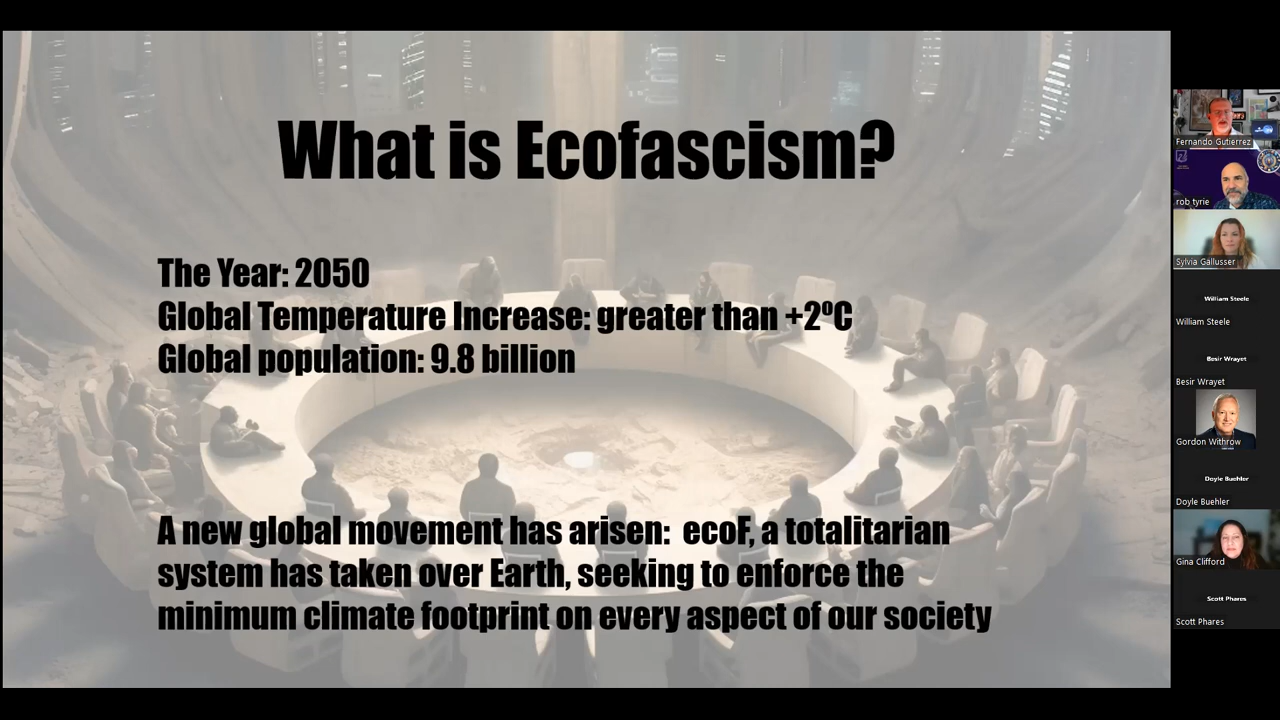 What is Ecofascism?
The Year: 2050
Global Temperature Increase: greater than +2ºC
Global population: 9.8 billion
A new global movement has arisen:  ecoF, a totalitarian
system has taken over Earth, seeking to enforce the
minimum climate footprint on every aspect of our society
Fernando Gutierrez
rob tyrie
Sylvia Gallusser
William Steele
William Steele
Besir Wrayet
Besir Wrayet
Gordon Withrow
Doyle Buehler
Doyle Buehler
Gina Clifford
Scott Phares
Scott Phares